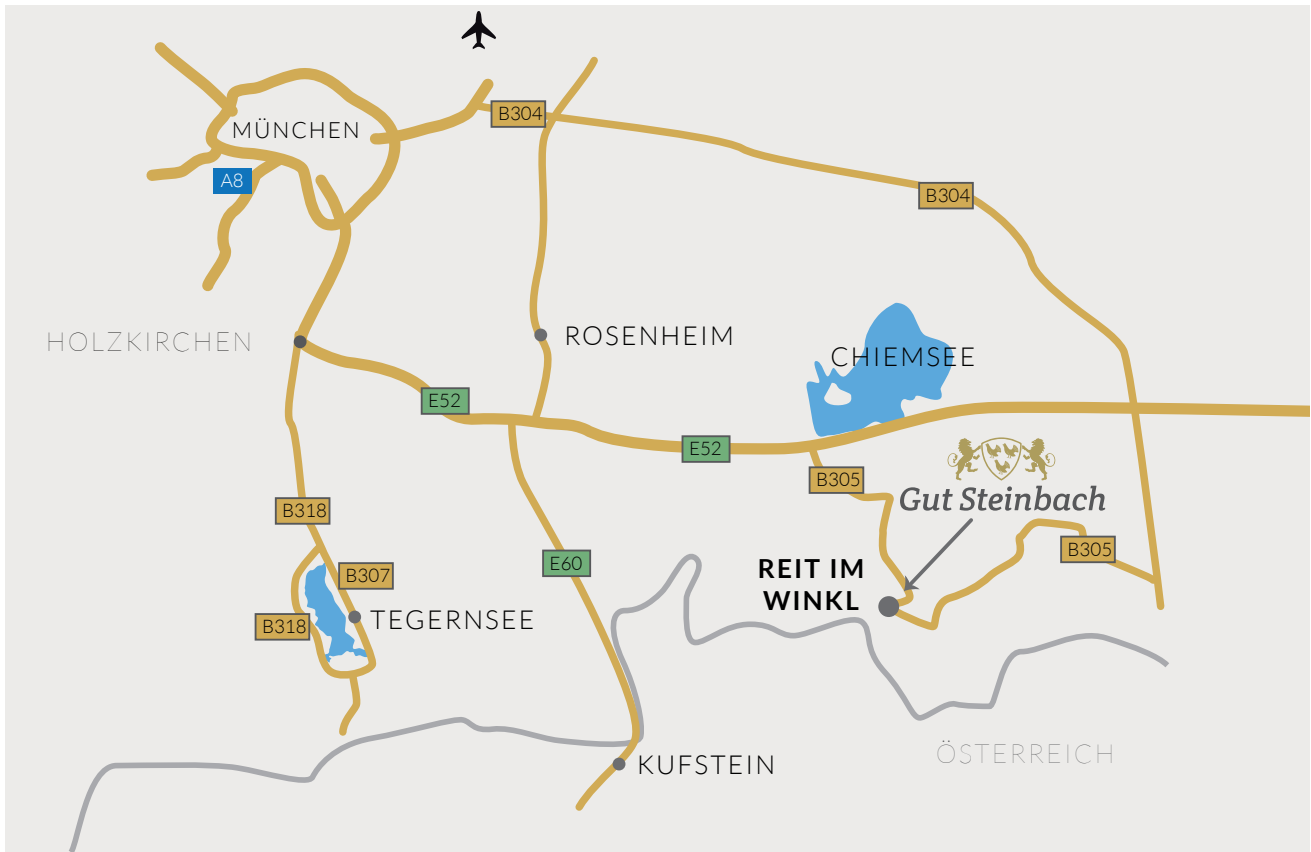 B304
MÜNCHEN
A8
B304
HOLZKIRCHEN
ROSENHEIM
CHIEMSEE
E52
E52
B305
Gut Steinbach
B318
B305
E60
REIT IM
WINKL
B307
TEGERNSEE
B318
ÖSTERREICH
KUFSTEIN